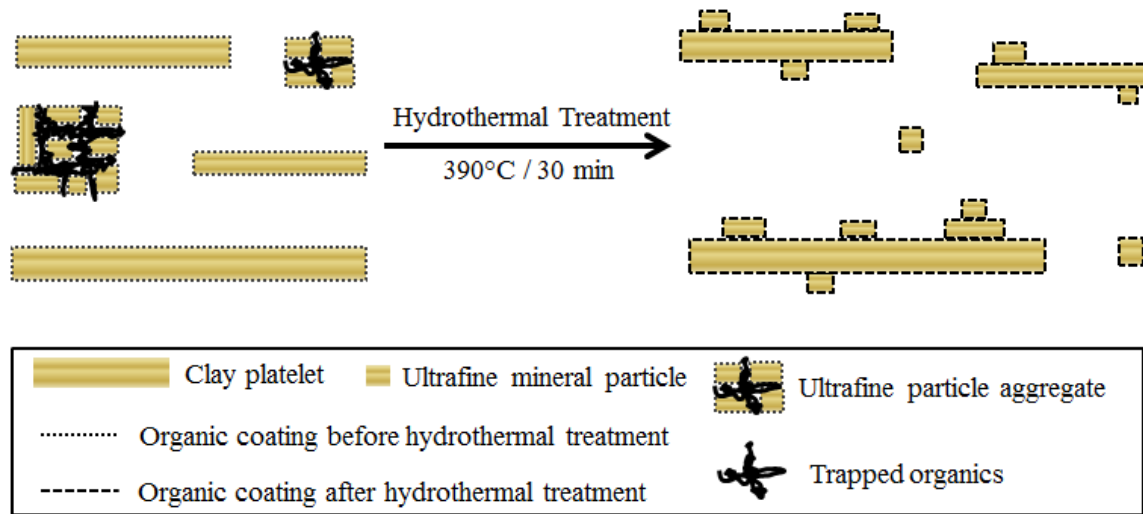 Hydrothermal Treatment
390°C / 30 min
Clay platelet
Ultrafine mineral particle
Ultrafine particle aggregate
Organic coating before hydrothermal treatment
Trapped organics
Organic coating after hydrothermal treatment